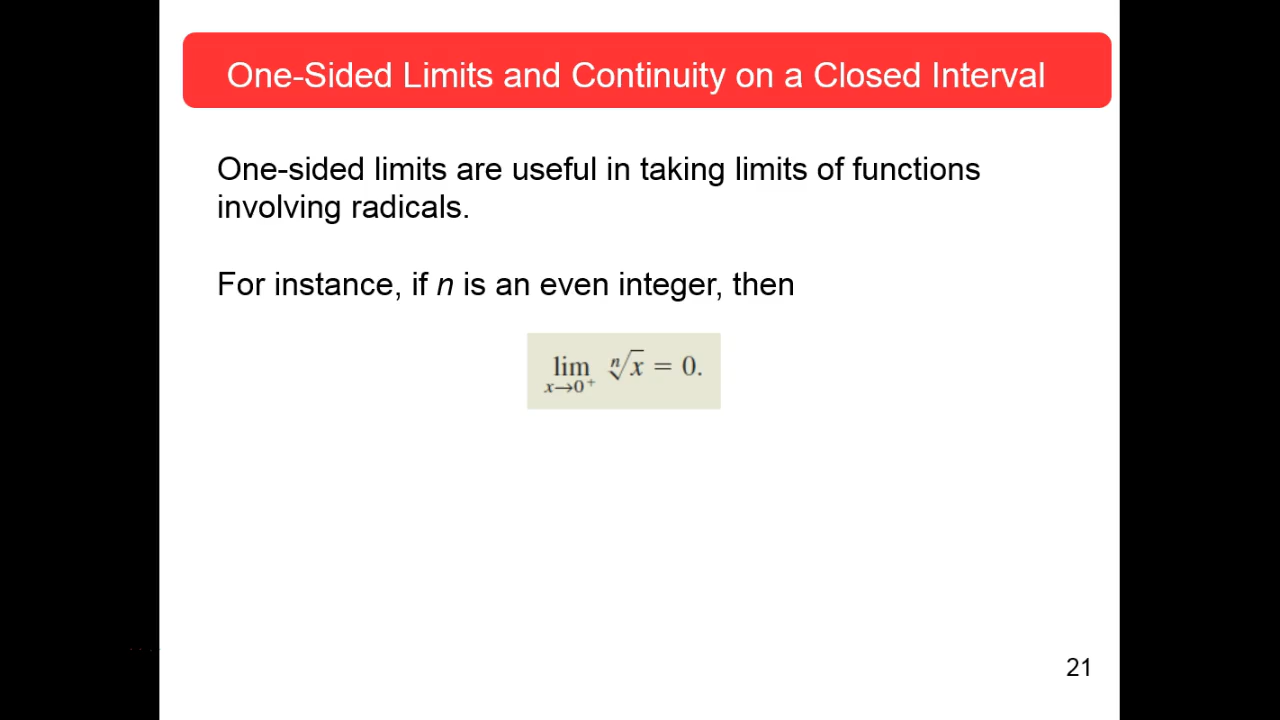 One-Sided Limits and Continuity on a Closed Interval
One-sided limits are useful in taking limits of functions
involving radicals.
For instance, if n is an even integer, then
lim ⁿ√x = 0.
x→0⁺
21